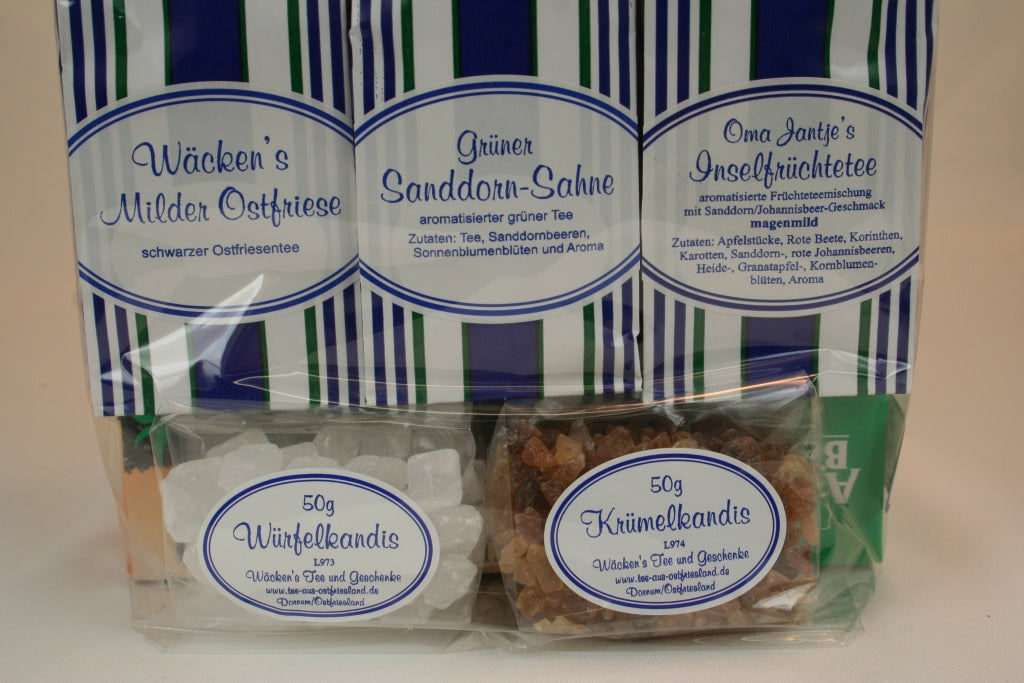 Wäcken's
Milder Ostfriese
schwarzer Ostfriesentee
Grüner
Sanddorn-Sahne
aromatisierter grüner Tee
Zutaten: Tee, Sanddornbeeren,
Sonnenblumenblüten und Aroma
Oma Jantje's
Inselfrüchtetee
aromatisierte Früchteteemischung
mit Sanddorn/Johannisbeer-Geschmack
magenmild
Zutaten: Apfelstücke, Rote Beete, Korinthen,
Karotten, Sanddorn-, rote Johannisbeeren,
Heide-, Granatapfel-, Kornblumen-
blüten, Aroma
50g
Würfelkandis
L973
Wäcken's Tee und Geschenke
www.tee-aus-ostfriesland.de
Dornum/Ostfriesland
50g
Krümelkandis
L974
Wäcken's Tee und Geschenke
www.tee-aus-ostfriesland.de
Dornum/Ostfriesland